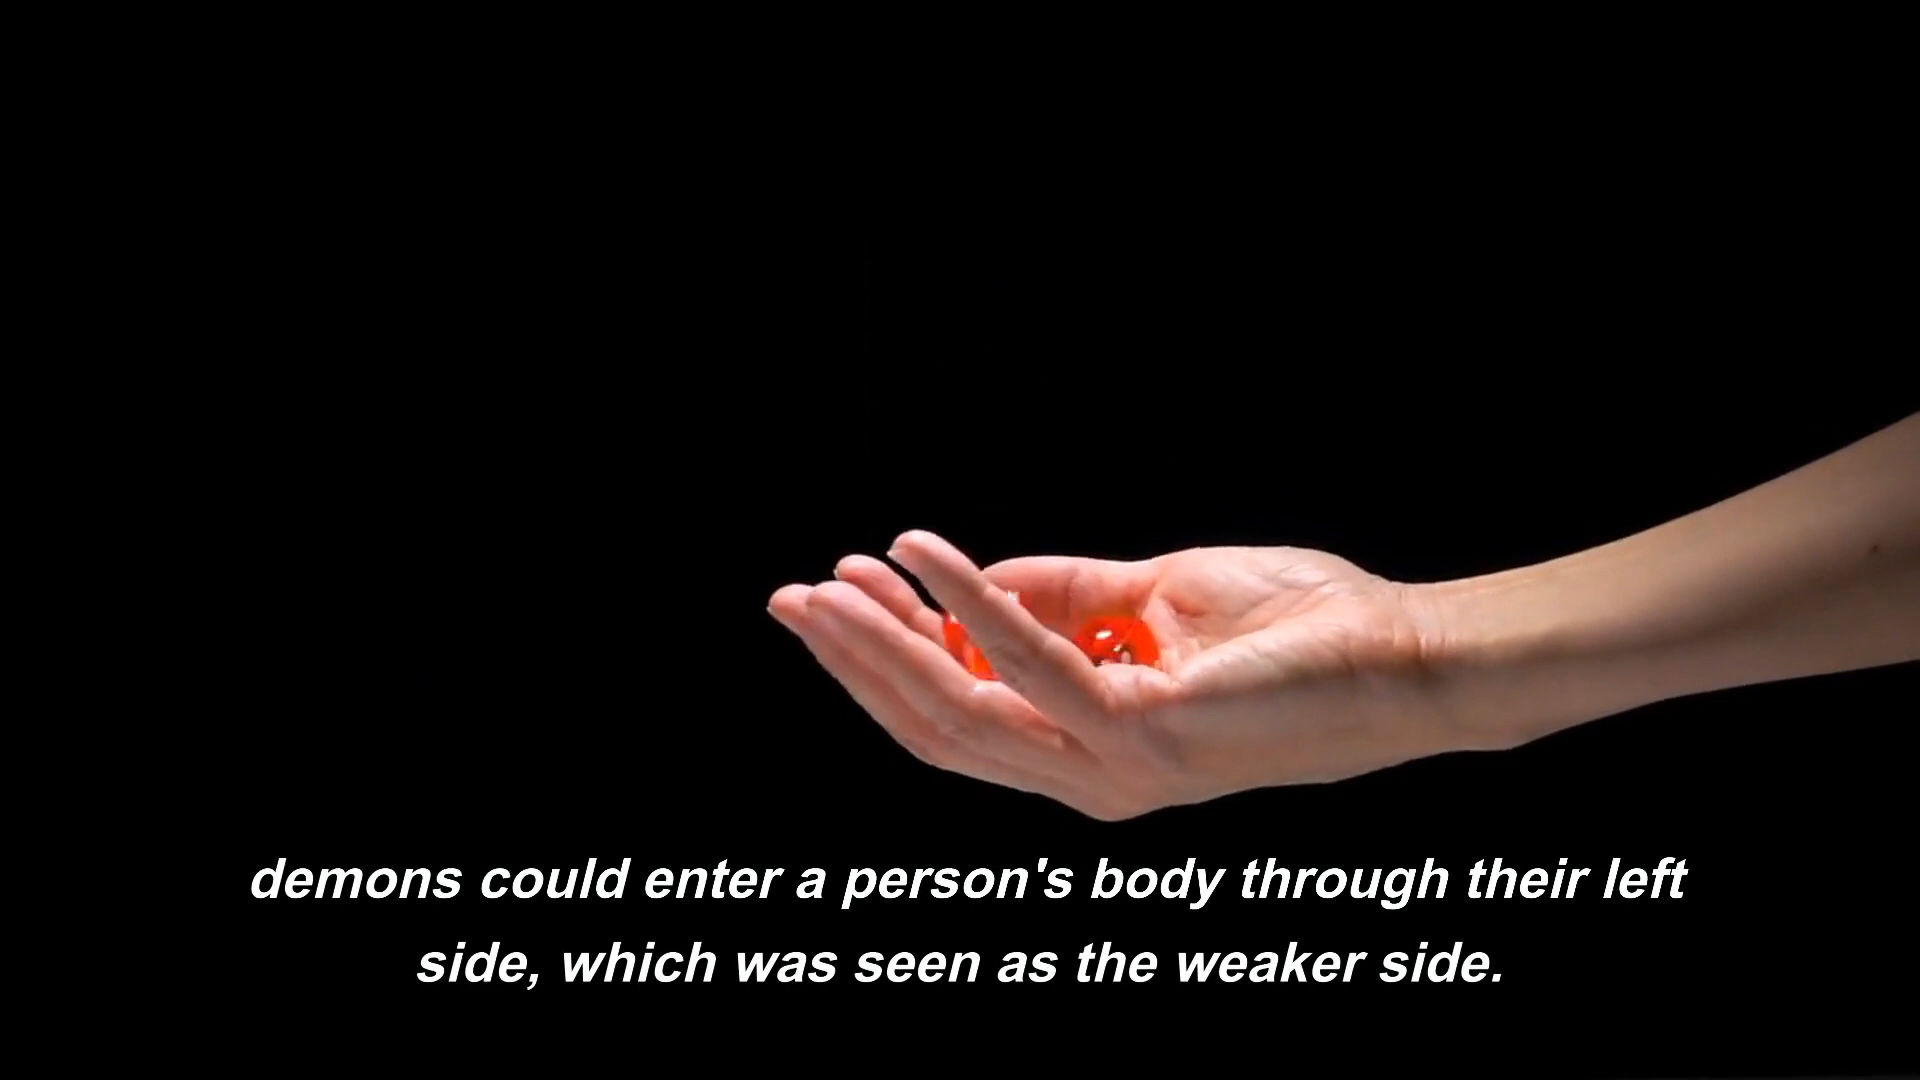 demons could enter a person's body through their left
side, which was seen as the weaker side.